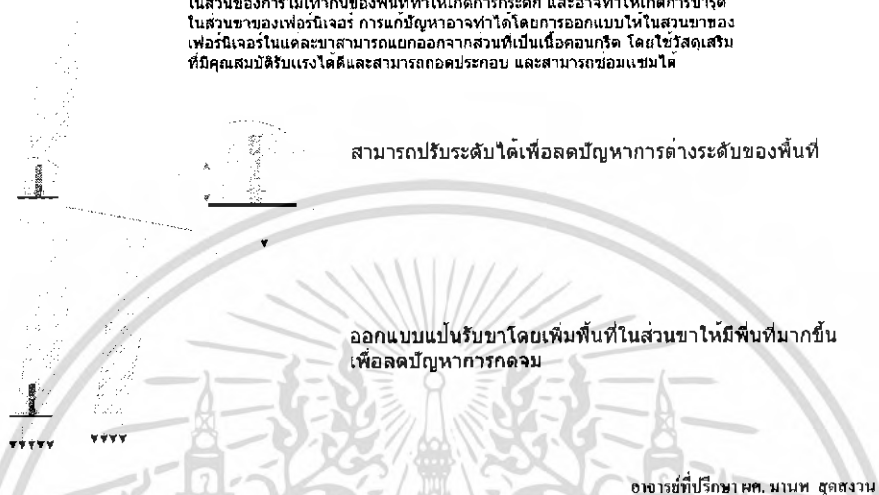 ในส่วนของการไม่เท่ากันของพื้นที่ทำให้เกิดการกระดก และอาจทำให้เกิดการชำรุด
ในส่วนขาของเฟอร์นิเจอร์ การแก้ปัญหาอาจทำได้โดยการออกแบบให้ในส่วนขาของ
เฟอร์นิเจอร์ในแต่ละขาสามารถแยกออกจากส่วนที่เป็นเนื้อคอนกรีต โดยใช้วัสดุเสริม
ที่มีคุณสมบัติรับแรงได้ดีและสามารถถอดประกอบ และสามารถซ่อมแซมได้
สามารถปรับระดับได้เพื่อลดปัญหาการต่างระดับของพื้นที่
ออกแบบแป้นรับขาโดยเพิ่มพื้นที่ในส่วนขาให้มีพื้นที่มากขึ้น
เพื่อลดปัญหาการกดจม
อาจารย์ที่ปรึกษา ผศ. มานพ สุดสงวน